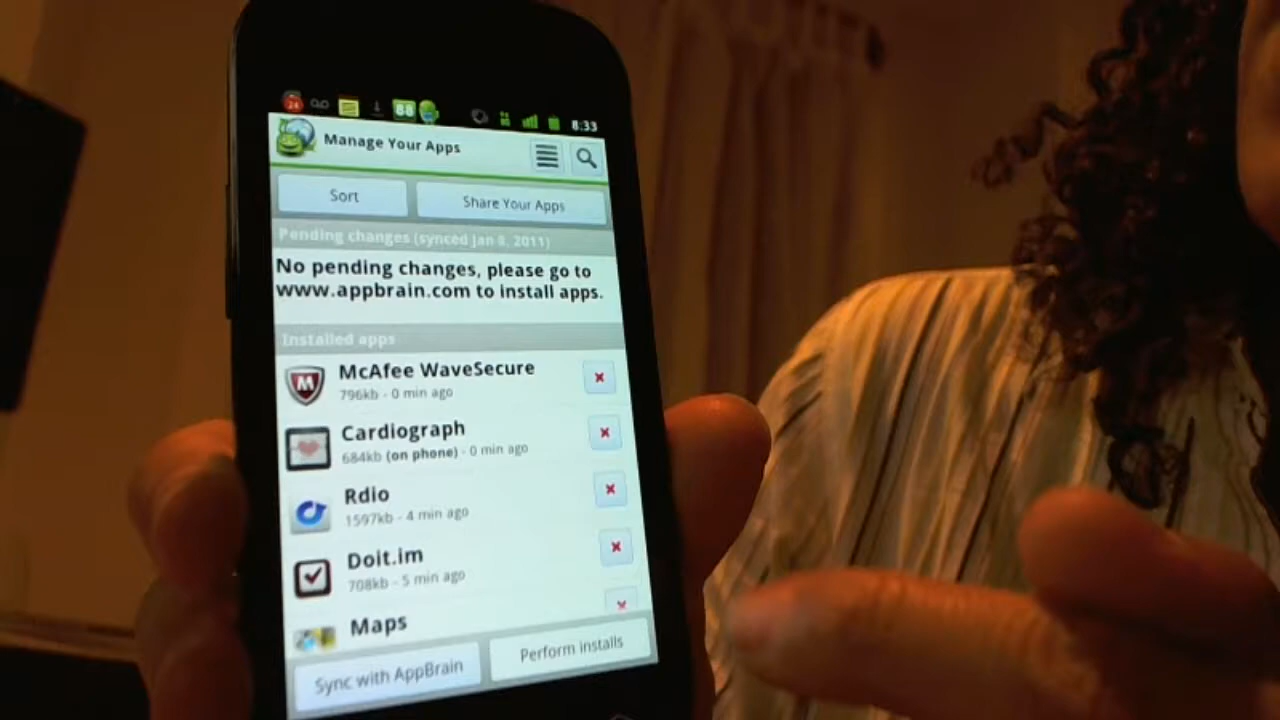 24 88 8:33
Manage Your Apps
Sort Share Your Apps
Pending changes (synced Jan 8, 2011)
No pending changes, please go to
www.appbrain.com to install apps.
Installed apps
McAfee WaveSecure
796kb - 0 min ago
Cardiograph
684kb (on phone) - 0 min ago
Rdio
1597kb - 4 min ago
Doit.im
708kb - 5 min ago
Maps
Sync with AppBrain Perform installs